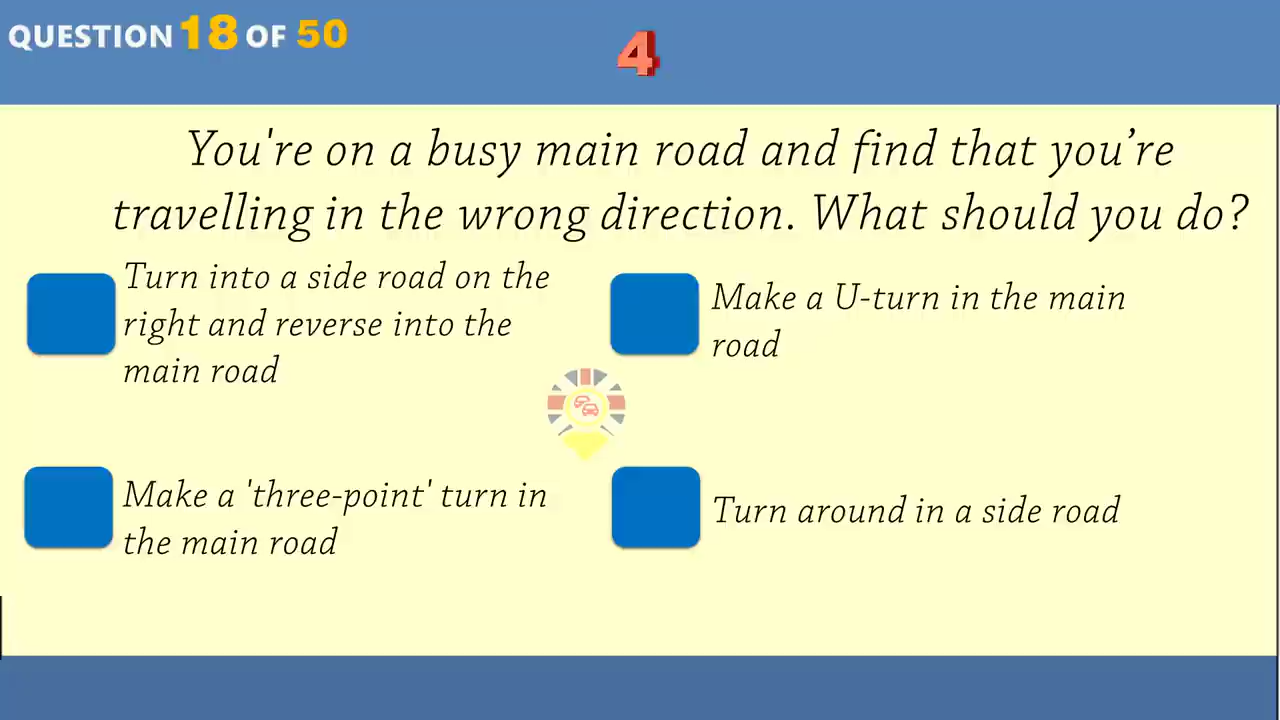 QUESTION 18 OF 50
4
You're on a busy main road and find that you’re
travelling in the wrong direction. What should you do?
Turn into a side road on the
right and reverse into the
main road
Make a U-turn in the main
road
Make a 'three-point' turn in
the main road
Turn around in a side road